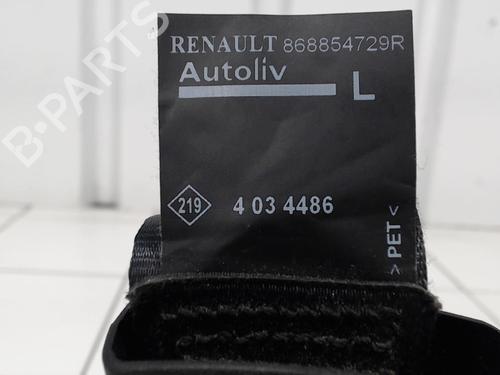 RENAULT 868854729R
Autoliv
L
219 4 03 4486
> PET <
B-PARTS